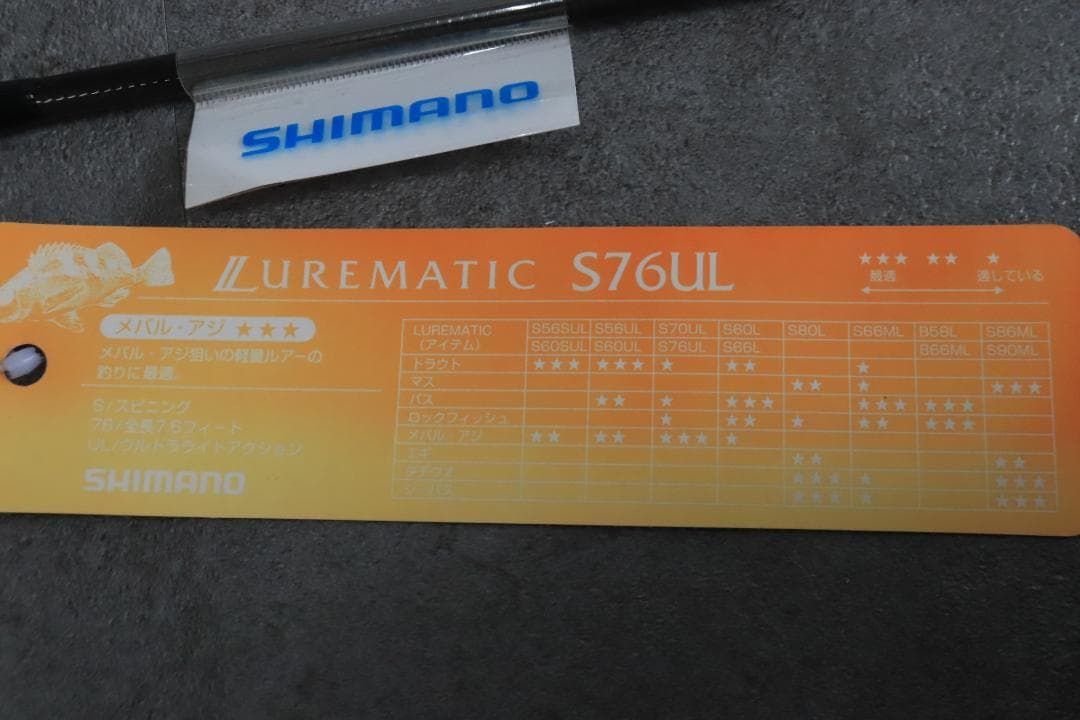 SHIMANO
LUREMATIC S76UL
★★★ ★★ ★
最適 適している
メバル・アジ ★★★
メバル・アジ狙いの軽量ルアーの
釣りに最適。
S/スピニング
76/全長7.6フィート
UL/ウルトラライトアクション
SHIMANO
LUREMATIC S56SUL S56UL S70UL S60L S80L S66ML B58L S86ML
(アイテム) S60SUL S60UL S76UL S66L B66ML S90ML
トラウト ★★★ ★★★ ★ ★★ ★
マス ★★ ★ ★★★
バス ★★ ★ ★★★ ★★★ ★★★
ロックフィッシュ ★ ★★ ★ ★★ ★★★
メバル・アジ ★★ ★★ ★★★ ★
エギ ★★ ★★
タチウオ ★★★ ★ ★★★
シーバス ★★★ ★★★